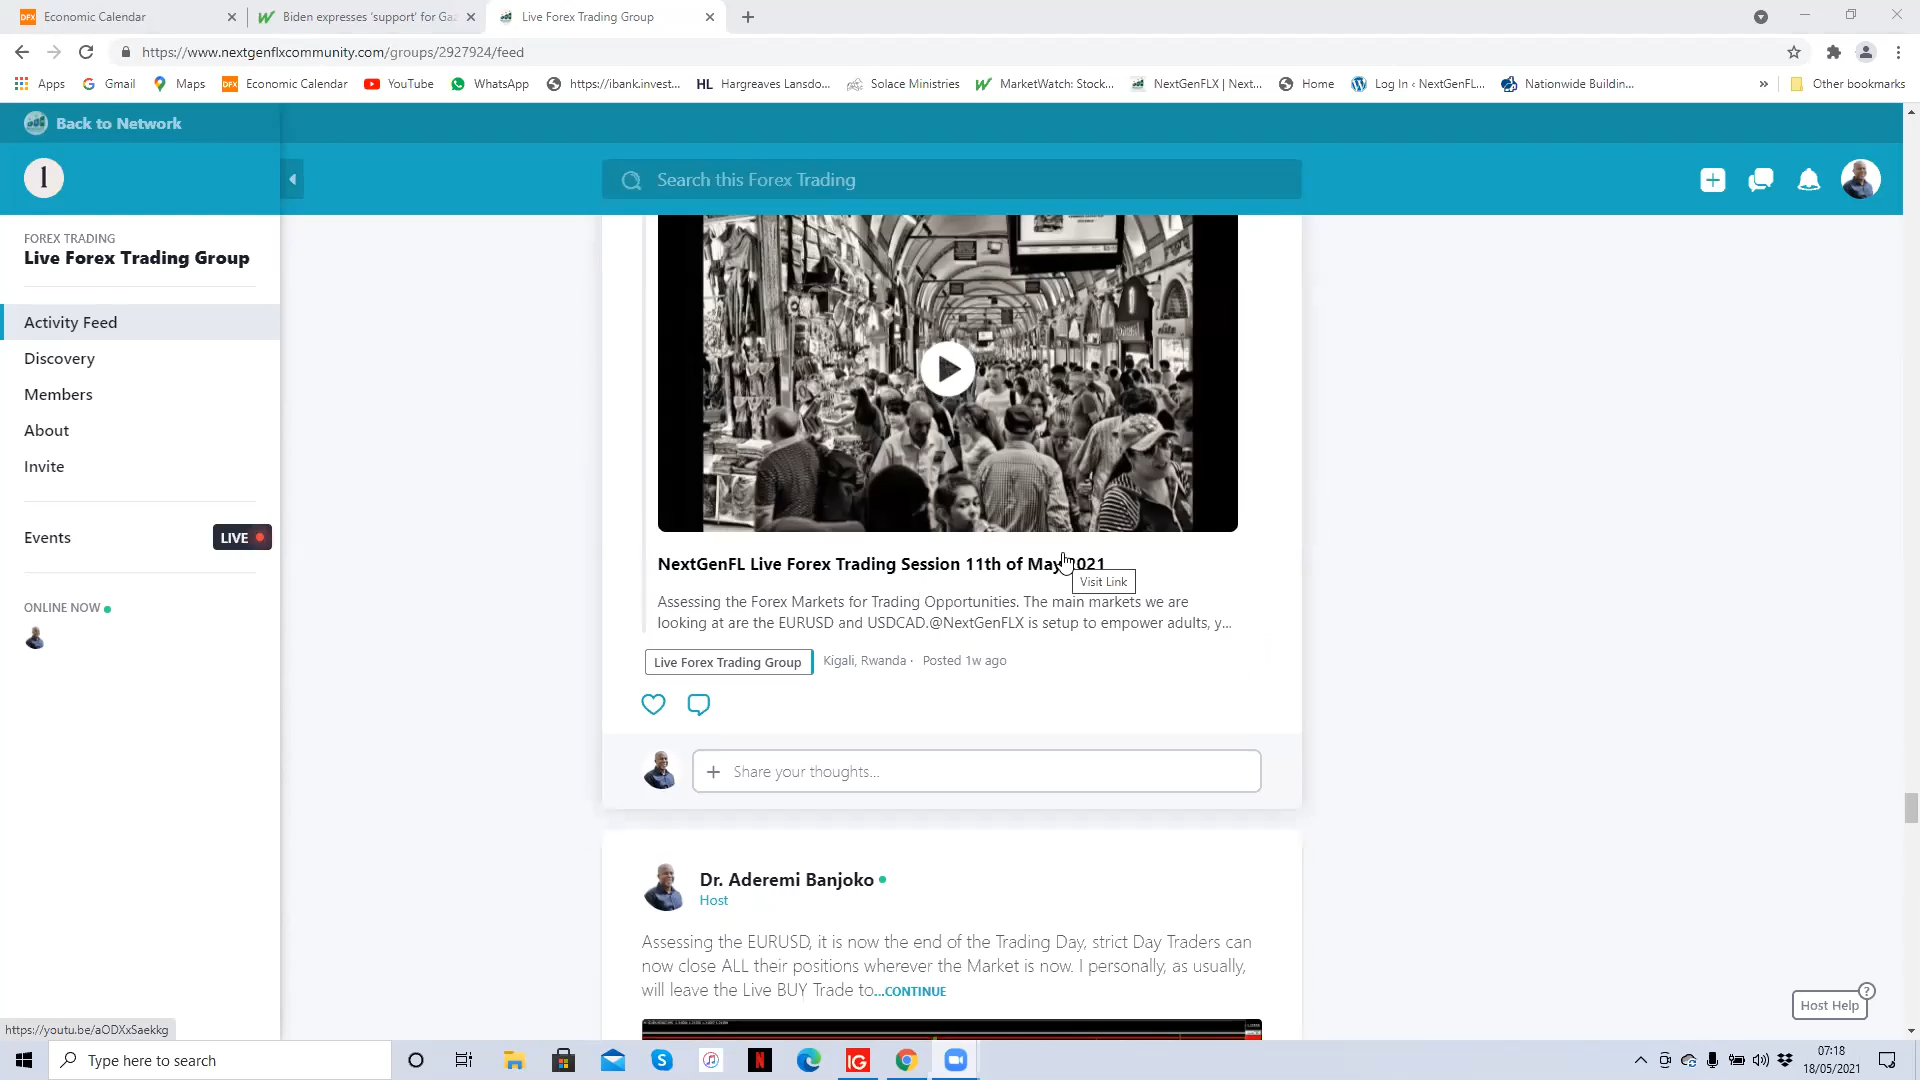 Economic Calendar
Biden expresses ‘support’ for Gaz
Live Forex Trading Group
https://www.nextgenflxcommunity.com/groups/2927924/feed
Apps
Gmail
Maps
DFX
Economic Calendar
YouTube
WhatsApp
https://ibank.invest...
HL
Hargreaves Lansdo...
Solace Ministries
MarketWatch: Stock...
NextGenFLX | Next...
Home
Log In ‹ NextGenFL...
Nationwide Buildin...
»
Other bookmarks
Back to Network
1
Search this Forex Trading
FOREX TRADING
Live Forex Trading Group
Activity Feed
Discovery
Members
About
Invite
Events
LIVE
ONLINE NOW
NextGenFL Live Forex Trading Session 11th of May 2021
Visit Link
Assessing the Forex Markets for Trading Opportunities. The main markets we are
looking at are the EURUSD and USDCAD.@NextGenFLX is setup to empower adults, y...
Live Forex Trading Group
Kigali, Rwanda · Posted 1w ago
+ Share your thoughts...
Dr. Aderemi Banjoko
Host
Assessing the EURUSD, it is now the end of the Trading Day, strict Day Traders can
now close ALL their positions wherever the Market is now. I personally, as usually,
will leave the Live BUY Trade to...CONTINUE
Host Help
?
https://youtu.be/aODXxSaekkg
Type here to search
IG
07:18
18/05/2021